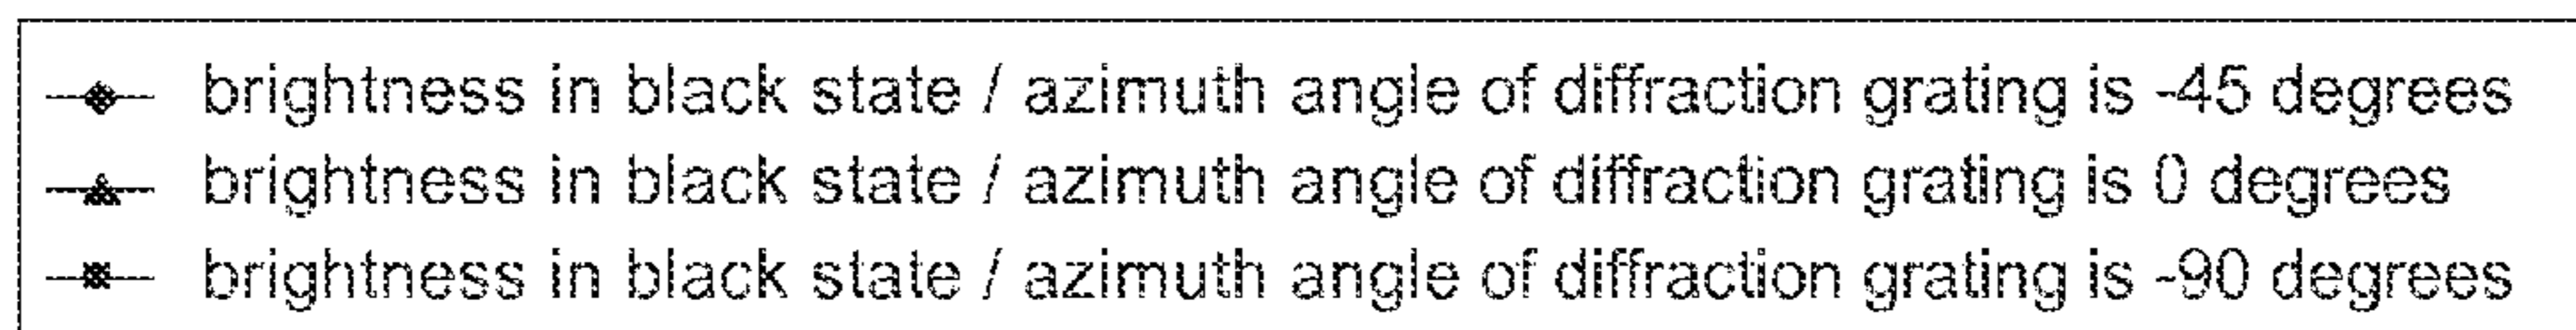 brightness in black state / azimuth angle of diffraction grating is -45 degrees
brightness in black state / azimuth angle of diffraction grating is 0 degrees
brightness in black state / azimuth angle of diffraction grating is -90 degrees